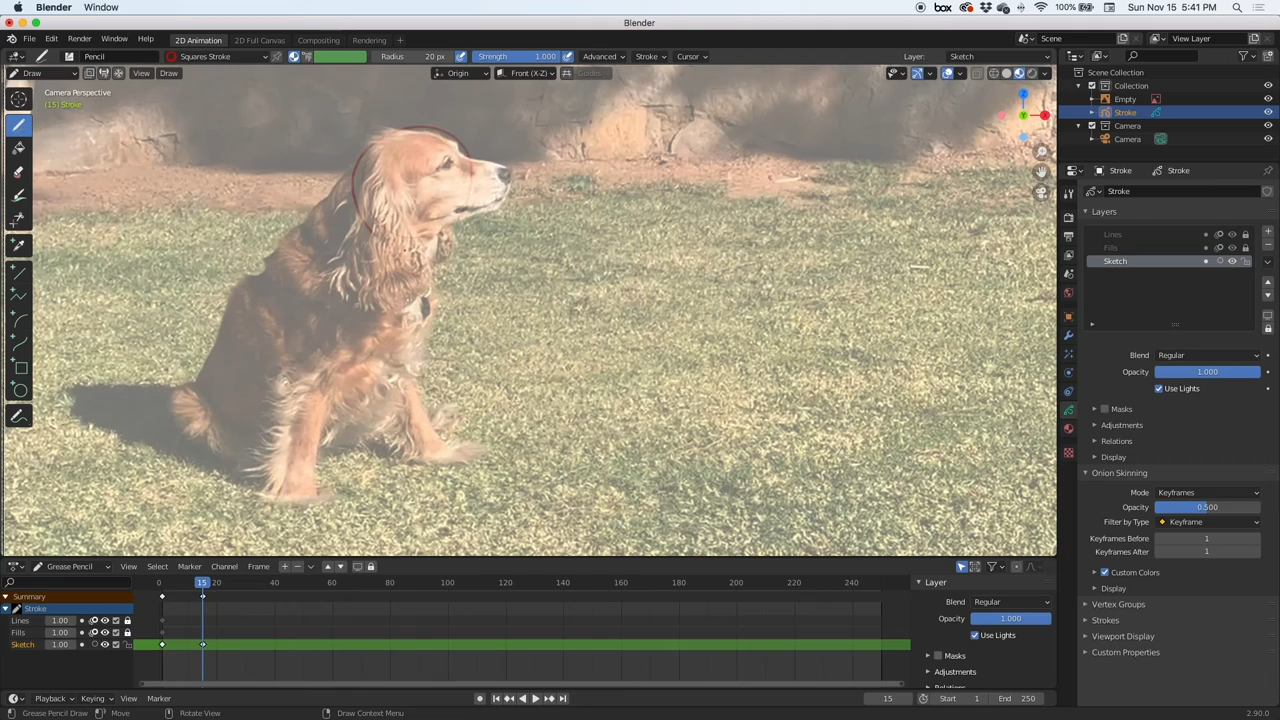 Blender Window box 100% Sun Nov 15 5:41 PM
Blender
File Edit Render Window Help 2D Animation 2D Full Canvas Compositing Rendering + Scene View Layer
Pencil Squares Stroke Radius 20 px Strength 1.000 Advanced Stroke Cursor Layer: Sketch
Draw View Draw Origin Front (X-Z) Guides
Scene Collection
Collection
Empty
Stroke
Camera
Camera
Camera Perspective
(15) Stroke
Z
Y
X
Stroke Stroke
Stroke
Layers
Lines
Fills
Sketch
Blend Regular
Opacity 1.000
Use Lights
Masks
Adjustments
Relations
Display
Onion Skinning
Mode Keyframes
Opacity 0.500
Filter by Type Keyframe
Keyframes Before 1
Keyframes After 1
Custom Colors
Display
Vertex Groups
Strokes
Viewport Display
Custom Properties
Grease Pencil View Select Marker Channel Frame
0 15 20 40 60 80 100 120 140 160 180 200 220 240
Summary
Stroke
Lines 1.00
Fills 1.00
Sketch 1.00
Layer
Blend Regular
Opacity 1.000
Use Lights
Masks
Adjustments
Playback Keying View Marker 15 Start 1 End 250
Grease Pencil Draw Move Rotate View Draw Context Menu 2.90.0